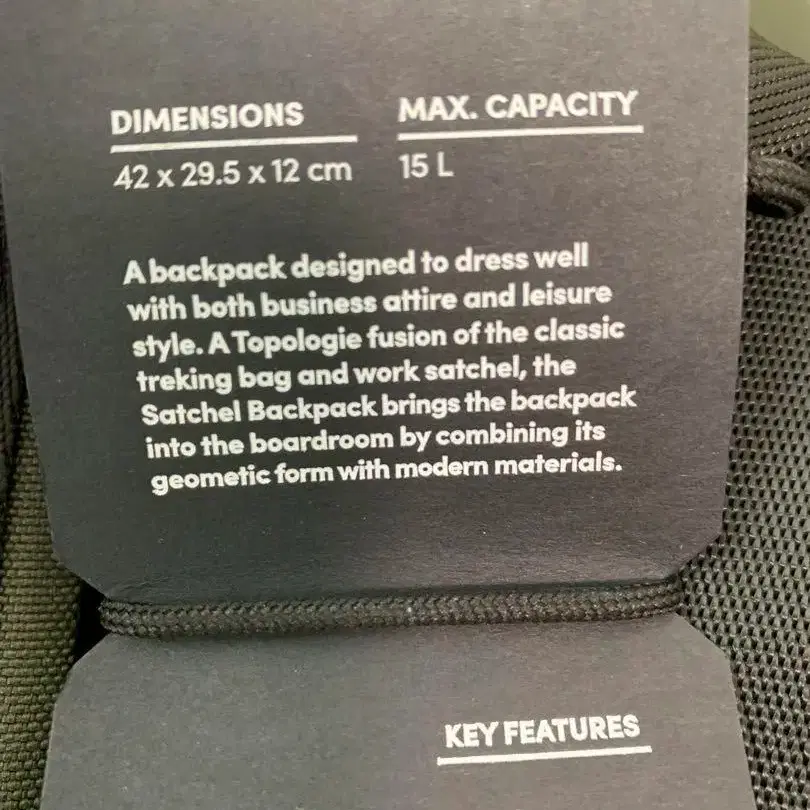 DIMENSIONS
42 x 29.5 x 12 cm
MAX. CAPACITY
15 L
A backpack designed to dress well
with both business attire and leisure
style. A Topologie fusion of the classic
treking bag and work satchel, the
Satchel Backpack brings the backpack
into the boardroom by combining its
geometic form with modern materials.
KEY FEATURES